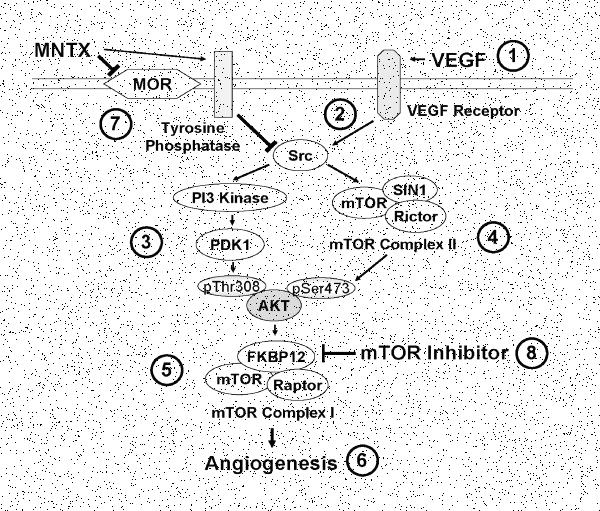 MNTX
VEGF 1
MOR
7
Tyrosine
Phosphatase
2
VEGF Receptor
Src
PI3 Kinase
SIN1
mTOR
Rictor
3
PDK1
mTOR Complex II
4
pThr308
pSer473
AKT
5
FKBP12
mTOR
Raptor
mTOR Inhibitor 8
mTOR Complex I
Angiogenesis 6